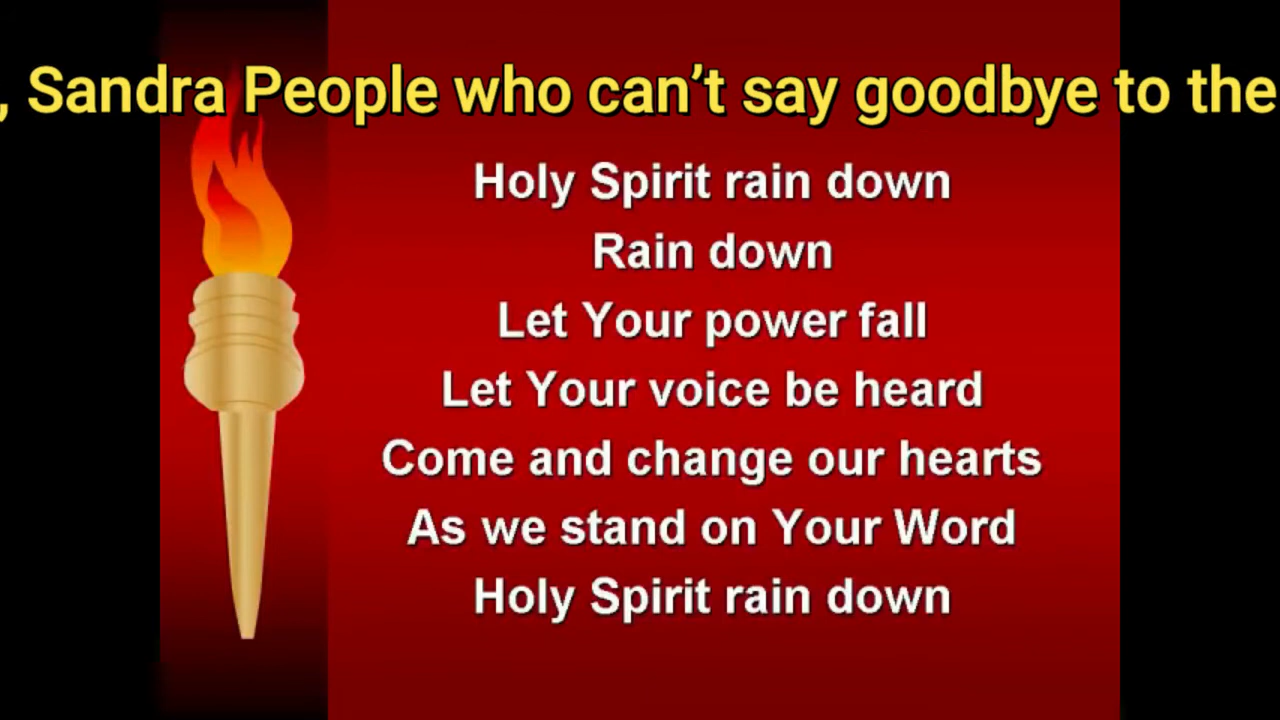 , Sandra People who can’t say goodbye to the
Holy Spirit rain down
Rain down
Let Your power fall
Let Your voice be heard
Come and change our hearts
As we stand on Your Word
Holy Spirit rain down